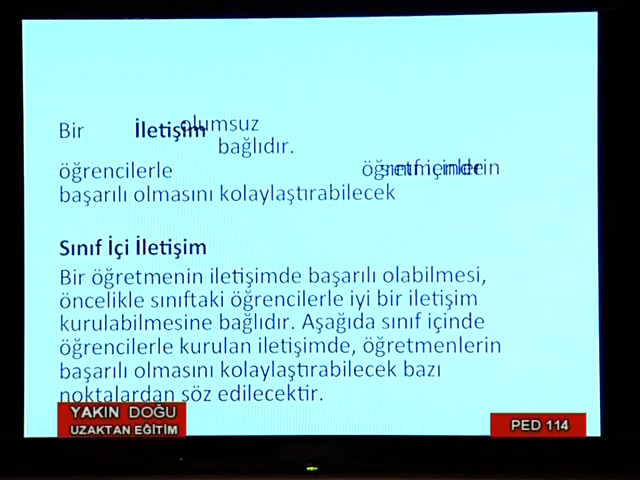 Bir İletişim olumsuz
bağlıdır.
öğrencilerle
başarılı olmasını kolaylaştırabilecek
Sınıf İçi İletişim
Bir öğretmenin iletişimde başarılı olabilmesi,
öncelikle sınıftaki öğrencilerle iyi bir iletişim
kurulabilmesine bağlıdır. Aşağıda sınıf içinde
öğrencilerle kurulan iletişimde, öğretmenlerin
başarılı olmasını kolaylaştırabilecek bazı
noktalardan söz edilecektir.
YAKIN DOĞU
UZAKTAN EĞİTİM
PED 114